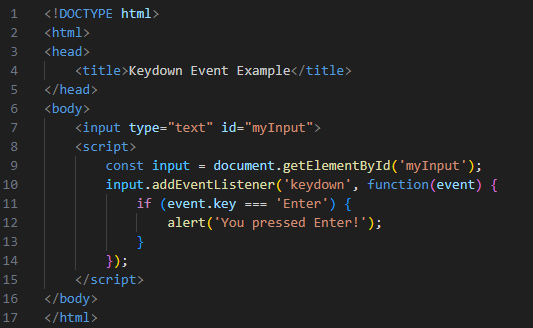 1 <!DOCTYPE html>
2 <html>
3 <head>
4     <title>Keydown Event Example</title>
5 </head>
6 <body>
7     <input type="text" id="myInput">
8     <script>
9         const input = document.getElementById('myInput');
10         input.addEventListener('keydown', function(event) {
11             if (event.key === 'Enter') {
12                 alert('You pressed Enter!');
13             }
14         });
15     </script>
16 </body>
17 </html>